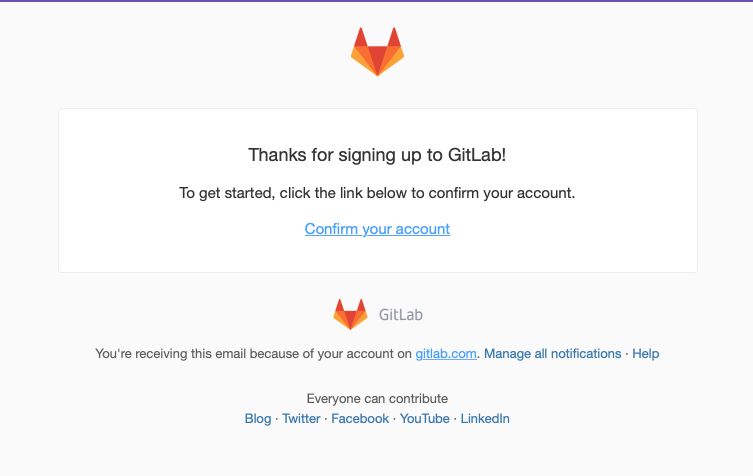 Thanks for signing up to GitLab!
To get started, click the link below to confirm your account.
Confirm your account
GitLab
You're receiving this email because of your account on gitlab.com. Manage all notifications · Help
Everyone can contribute
Blog · Twitter · Facebook · YouTube · LinkedIn